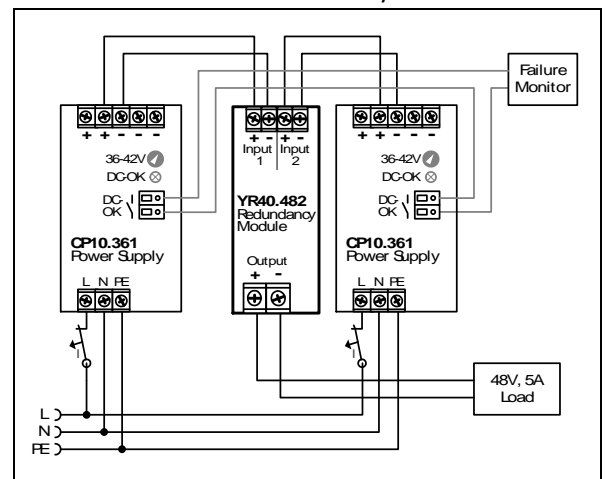 Failure
Monitor
+ + - - -
36-42V
DC-OK
DC-
OK
CP10.361
Power Supply
L N PE
+ - + -
Input Input
1 2
YR40.482
Redundancy
Module
Output
+ -
+ + - - -
36-42V
DC-OK
DC-
OK
CP10.361
Power Supply
L N PE
I
I
48V, 5A
Load
L
N
PE